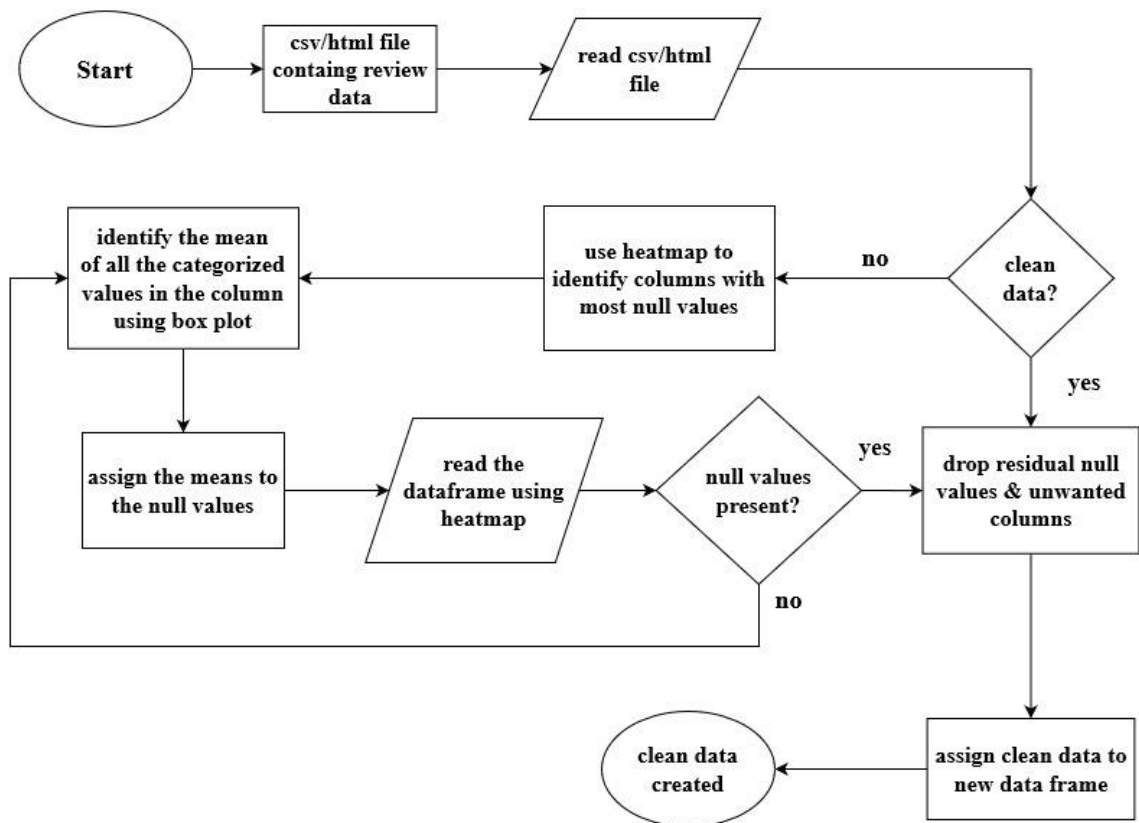 Start
csv/html file
containg review
data
read csv/html
file
clean
data?
no
yes
use heatmap to
identify columns with
most null values
identify the mean
of all the categorized
values in the column
using box plot
assign the means to
the null values
read the
dataframe using
heatmap
null values
present?
yes
no
drop residual null
values & unwanted
columns
assign clean data to
new data frame
clean data
created